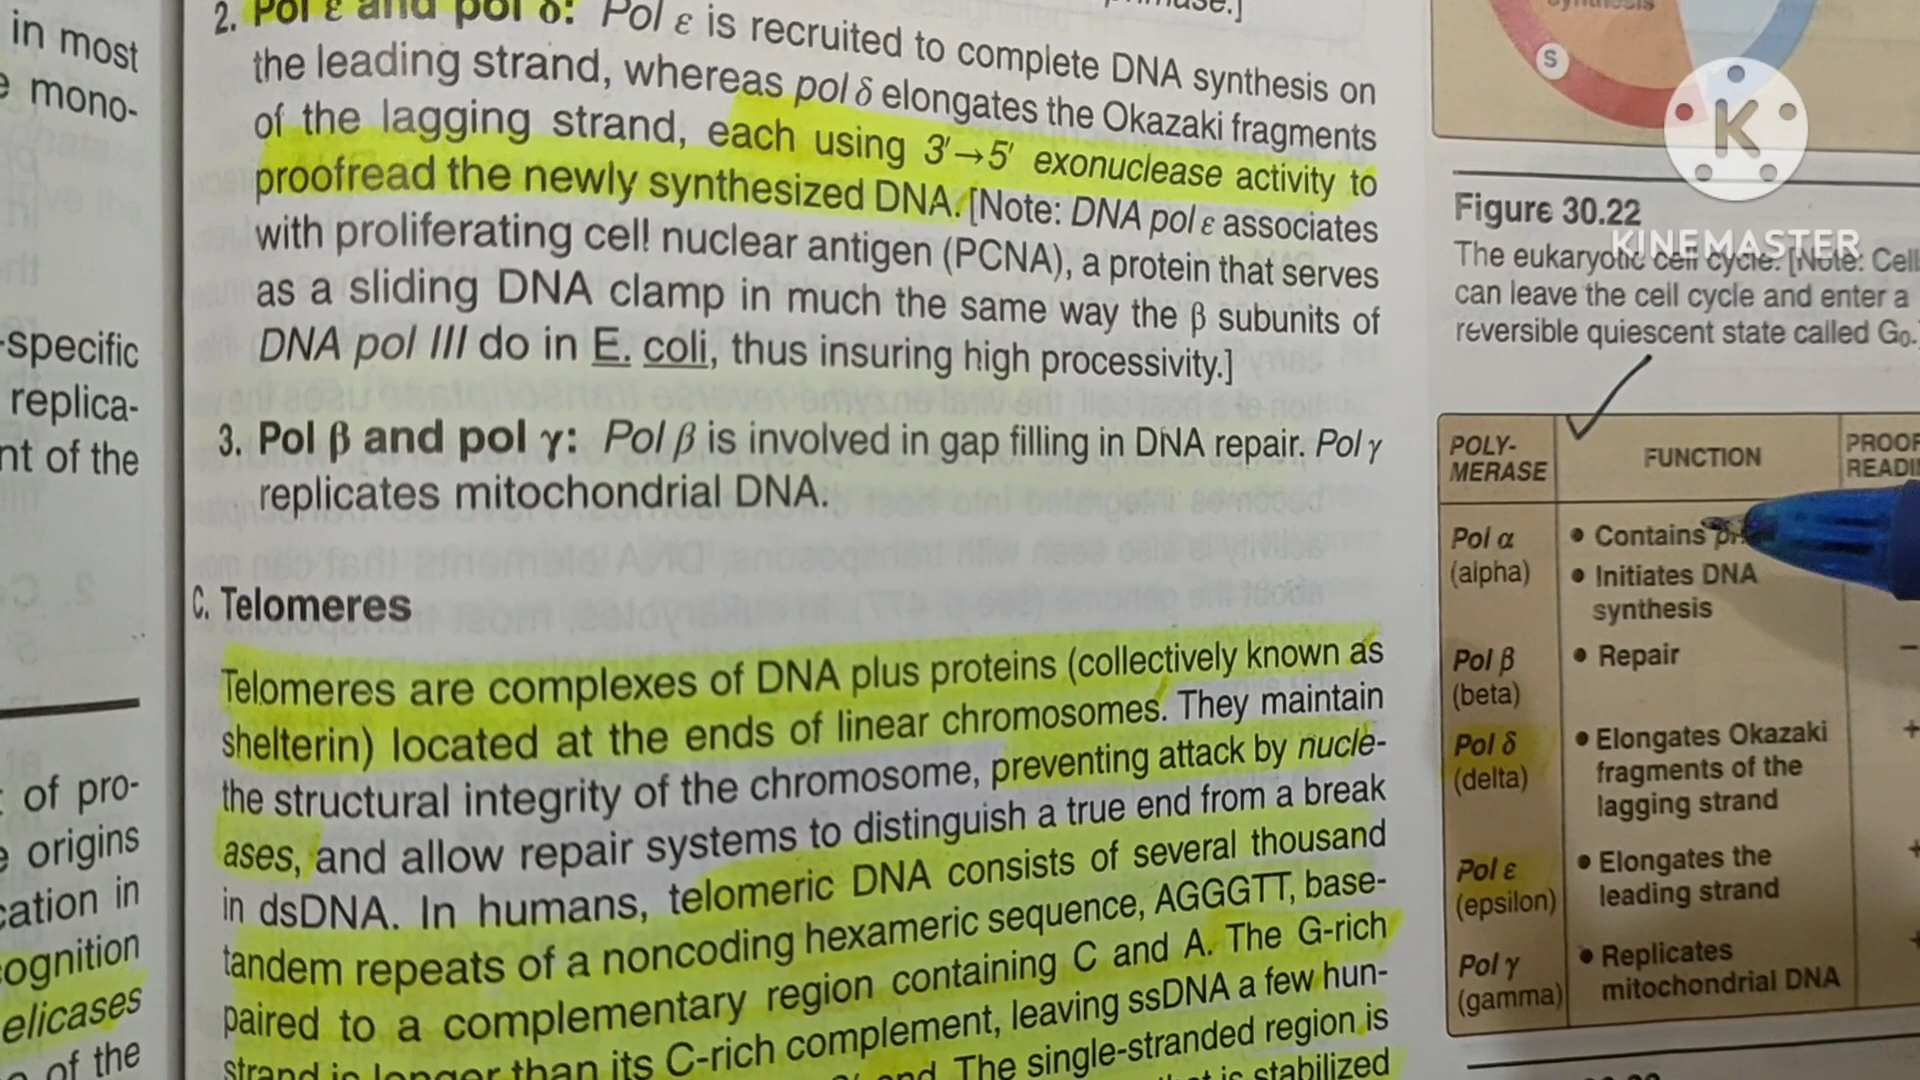 in most
mono-
-specific
replica-
nt of the
of pro-
origins
cation in
ognition
elicases
of the
2. Pol ε and pol δ: Pol ε is recruited to complete DNA synthesis on
the leading strand, whereas pol δ elongates the Okazaki fragments
of the lagging strand, each using 3'→5' exonuclease activity to
proofread the newly synthesized DNA. [Note: DNA pol ε associates
with proliferating cell nuclear antigen (PCNA), a protein that serves
as a sliding DNA clamp in much the same way the β subunits of
DNA pol III do in E. coli, thus insuring high processivity.]
3. Pol β and pol γ: Pol β is involved in gap filling in DNA repair. Pol γ
replicates mitochondrial DNA.
C. Telomeres
Telomeres are complexes of DNA plus proteins (collectively known as
shelterin) located at the ends of linear chromosomes. They maintain
the structural integrity of the chromosome, preventing attack by nucle-
ases, and allow repair systems to distinguish a true end from a break
in dsDNA. In humans, telomeric DNA consists of several thousand
tandem repeats of a noncoding hexameric sequence, AGGGTT, base-
paired to a complementary region containing C and A. The G-rich
strand is longer than its C-rich complement, leaving ssDNA a few hun-
end. The single-stranded region is
is stabilized
S
K
KINEMASTER
Figure 30.22
The eukaryotic cell cycle. [Note: Cell
can leave the cell cycle and enter a
reversible quiescent state called G0.
POLY-
MERASE
FUNCTION
PROOF
READI
Pol α
(alpha)
• Contains
• Initiates DNA
synthesis
Pol β
(beta)
• Repair
−
Pol δ
(delta)
• Elongates Okazaki
fragments of the
lagging strand
+
Pol ε
(epsilon)
• Elongates the
leading strand
+
Pol γ
(gamma)
• Replicates
mitochondrial DNA
+